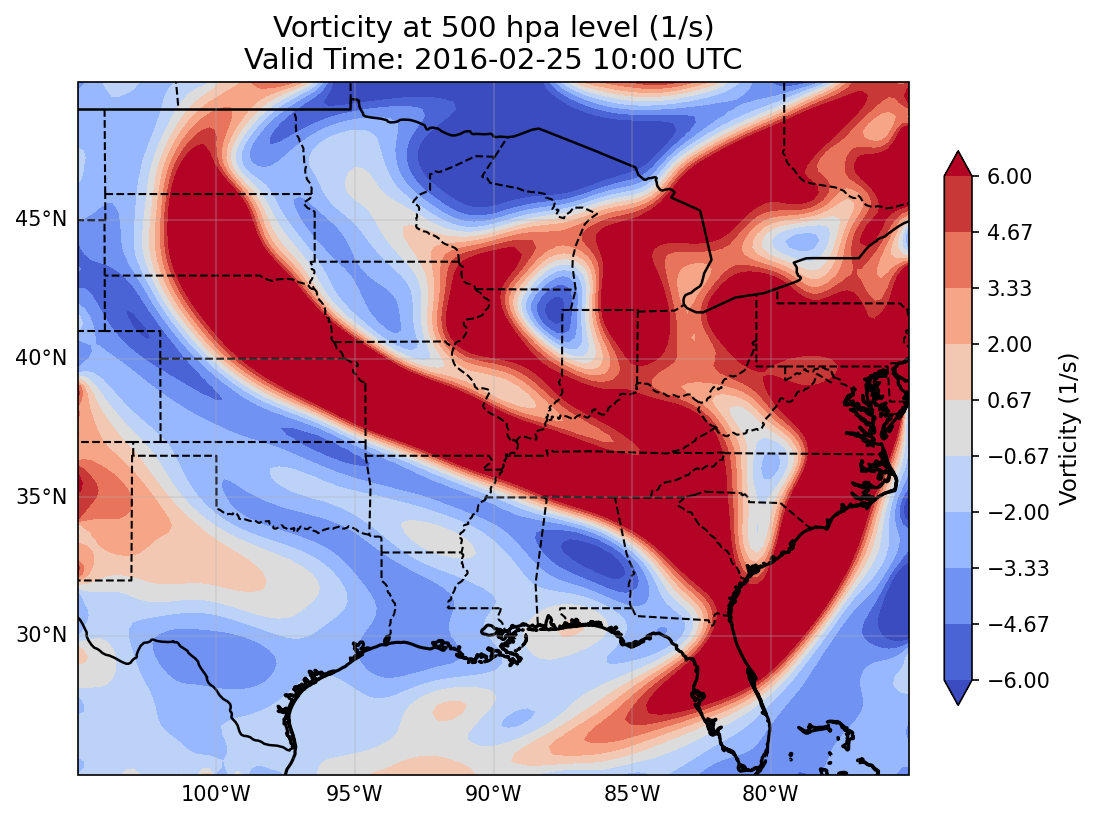 Vorticity at 500 hpa level (1/s)
Valid Time: 2016-02-25 10:00 UTC
45°N
40°N
35°N
30°N
100°W
95°W
90°W
85°W
80°W
6.00
4.67
3.33
2.00
0.67
−0.67
−2.00
−3.33
−4.67
−6.00
Vorticity (1/s)